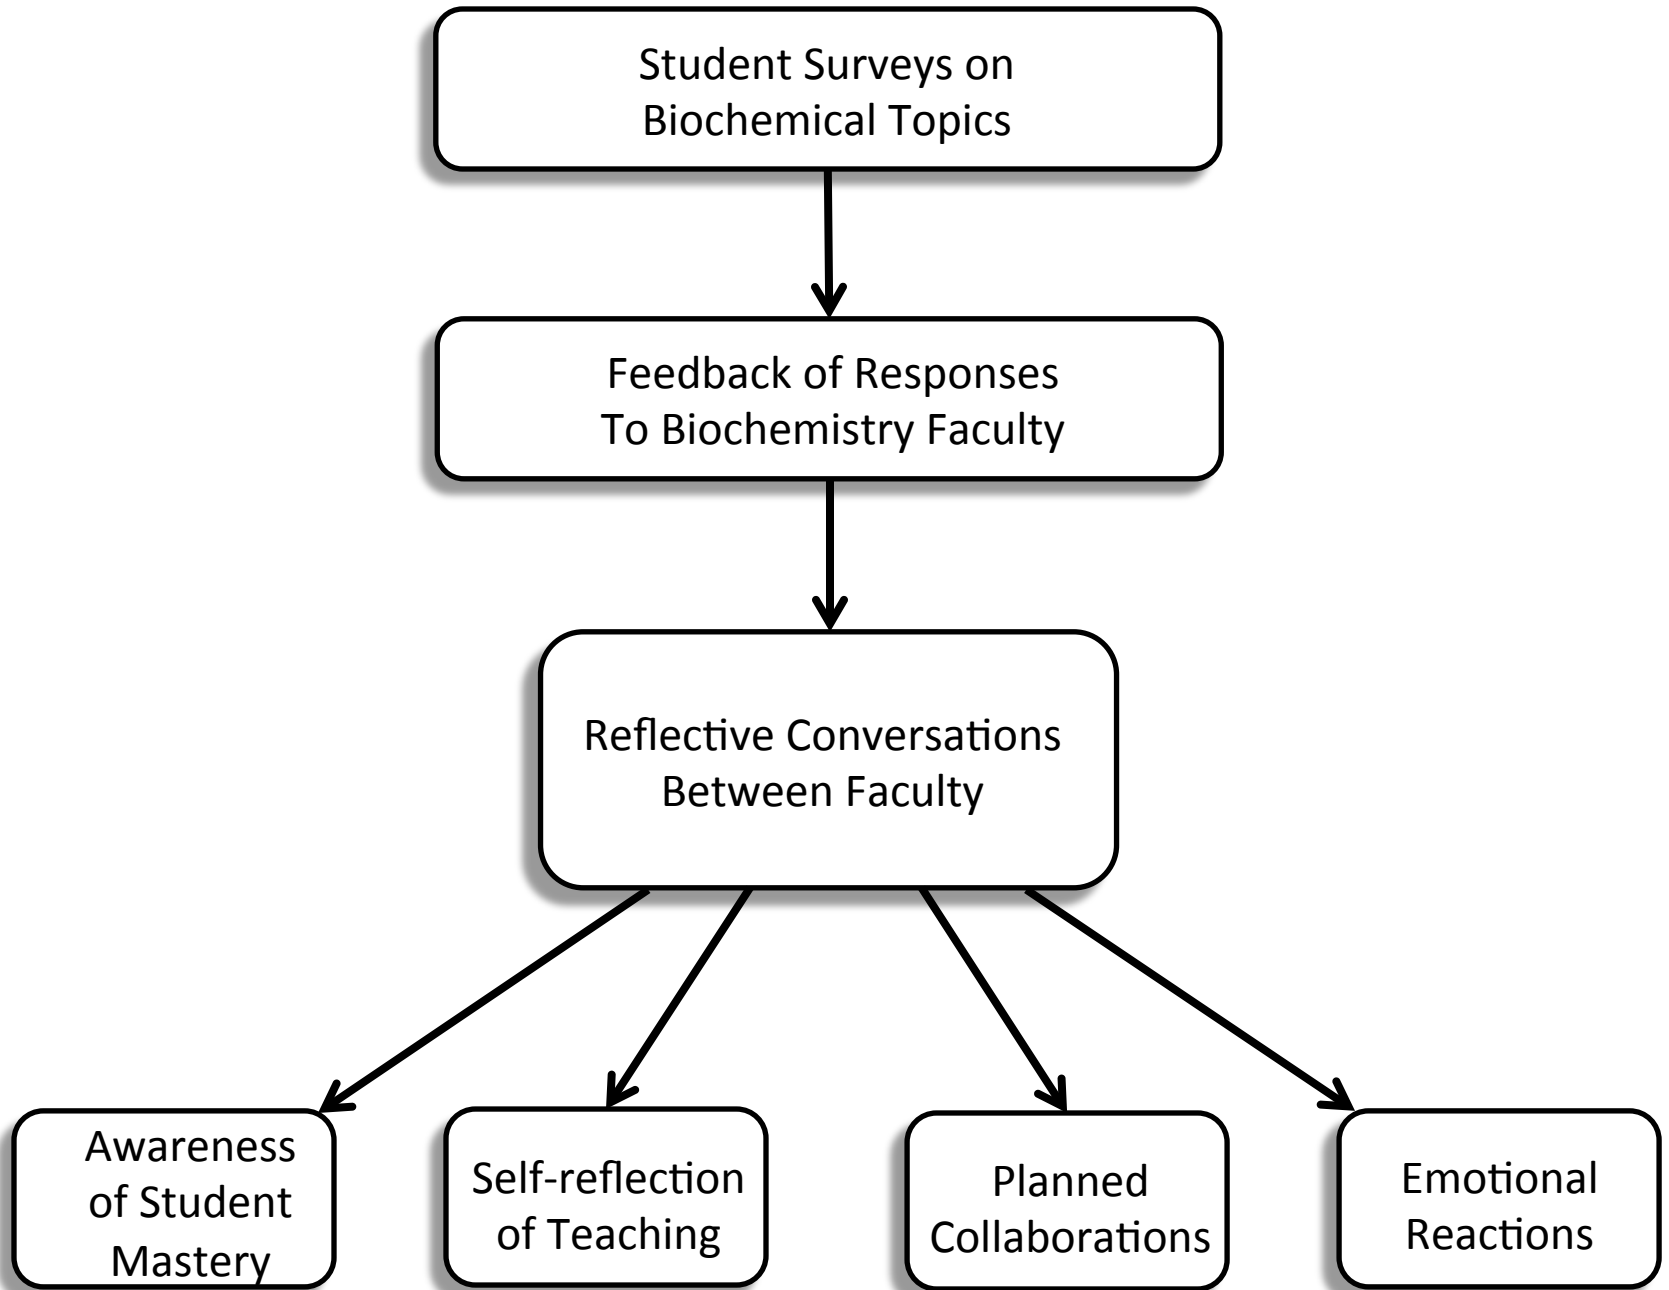 Student Surveys on
Biochemical Topics
Feedback of Responses
To Biochemistry Faculty
Reflective Conversations
Between Faculty
Awareness
of Student
Mastery
Self-reflection
of Teaching
Planned
Collaborations
Emotional
Reactions